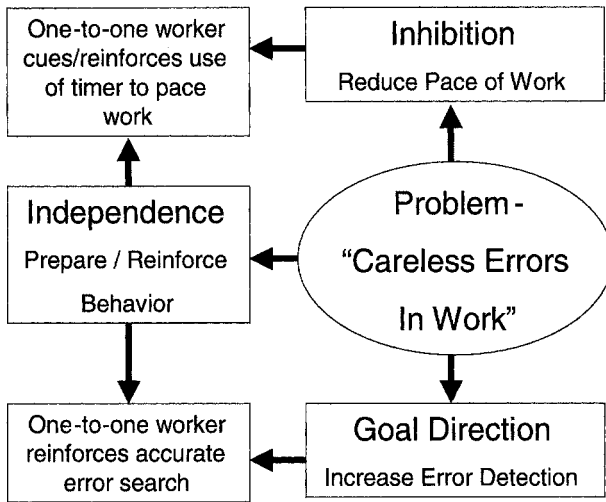 One-to-one worker
cues/reinforces use
of timer to pace
work
Inhibition
Reduce Pace of Work
Independence
Prepare / Reinforce
Behavior
Problem -
“Careless Errors
In Work”
One-to-one worker
reinforces accurate
error search
Goal Direction
Increase Error Detection